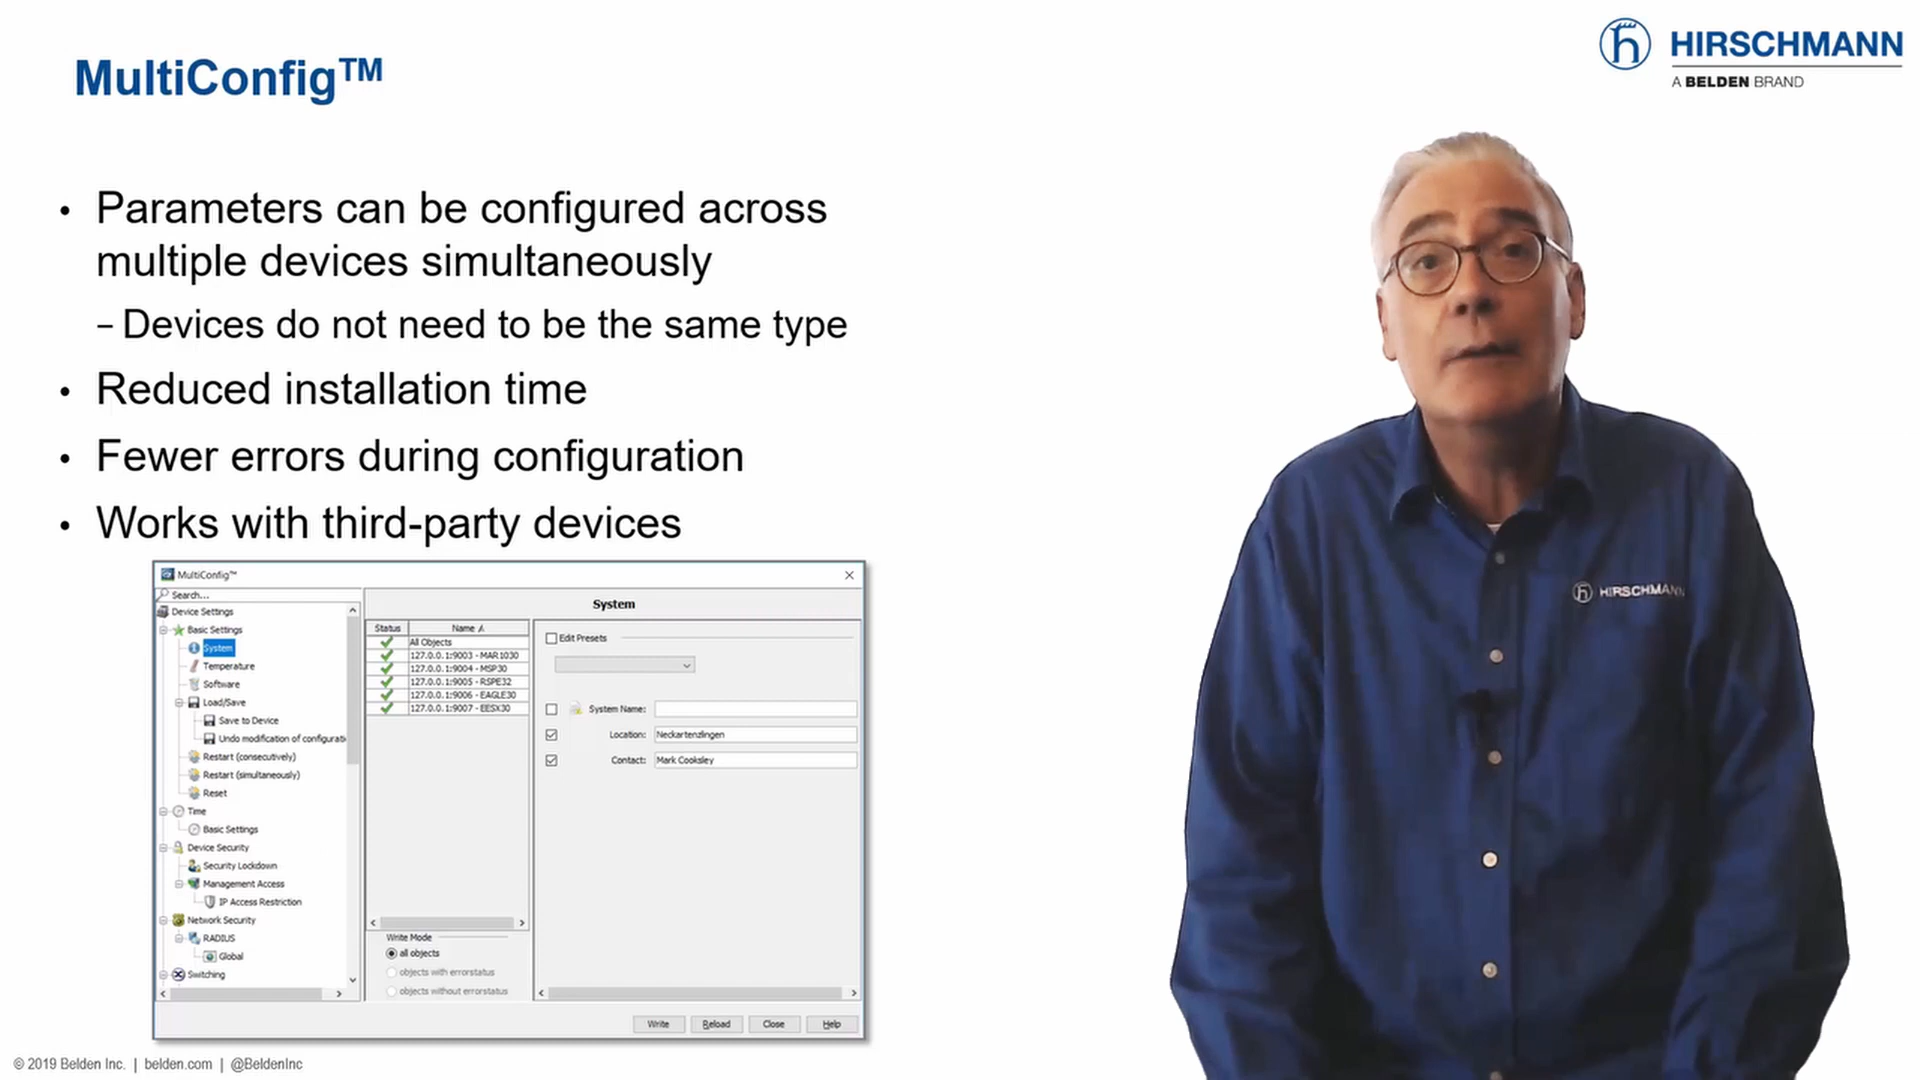 MultiConfig™
HIRSCHMANN
A BELDEN BRAND
• Parameters can be configured across
multiple devices simultaneously
– Devices do not need to be the same type
• Reduced installation time
• Fewer errors during configuration
• Works with third-party devices
MultiConfig™
Search...
Device Settings
Basic Settings
System
Temperature
Software
Load/Save
Save to Device
Undo modification of configurati
Restart (consecutively)
Restart (simultaneously)
Reset
Time
Basic Settings
Device Security
Security Lockdown
Management Access
IP Access Restriction
Network Security
RADIUS
Global
Switching
System
Status Name
All Objects
127.0.0.1:9003 - MAR1030
127.0.0.1:9004 - MSP30
127.0.0.1:9005 - RSPE32
127.0.0.1:9006 - EAGLE30
127.0.0.1:9007 - EESX30
Write Mode
all objects
objects with errorstatus
objects without errorstatus
Edit Presets
System Name:
Location: Neckartenzlingen
Contact: Mark Cooksley
Write Reload Close Help
HIRSCHMANN
© 2019 Belden Inc. | belden.com | @BeldenInc